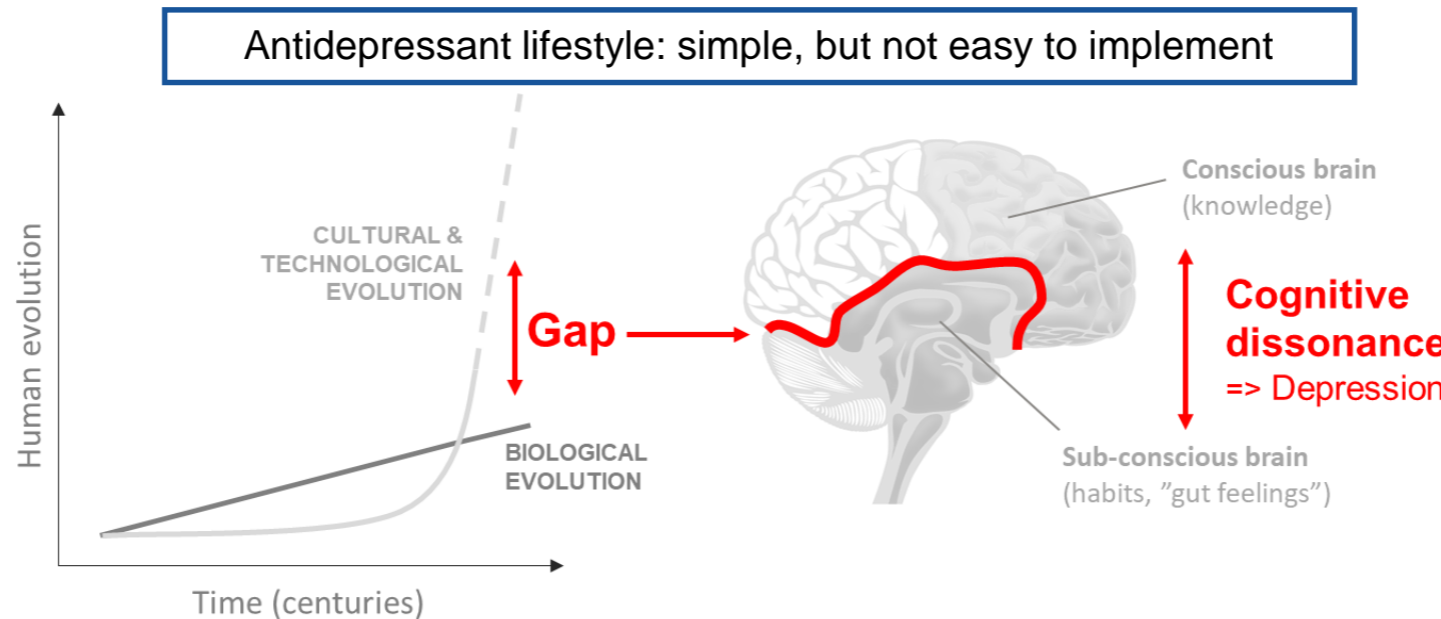 Antidepressant lifestyle: simple, but not easy to implement
Human evolution
CULTURAL &
TECHNOLOGICAL
EVOLUTION
Gap
BIOLOGICAL
EVOLUTION
Time (centuries)
Conscious brain
(knowledge)
Cognitive
dissonance
=> Depression
Sub-conscious brain
(habits, ”gut feelings”)